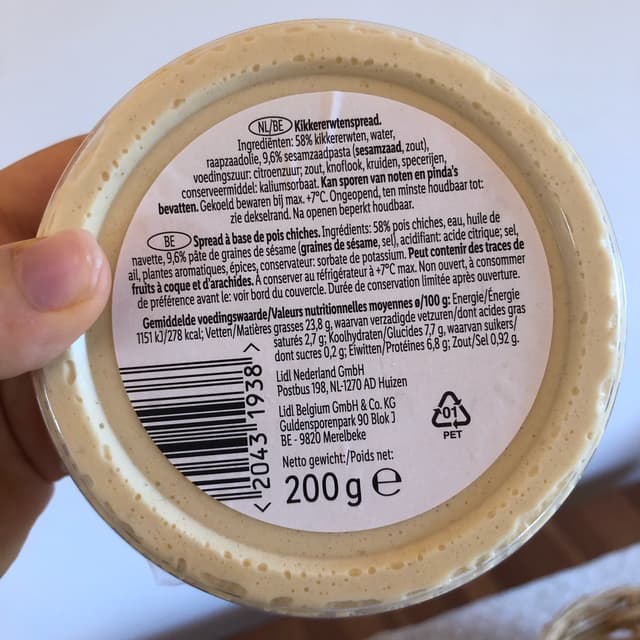 NL/BE Kikkererwtenspread.
Ingrediënten: 58% kikkererwten, water,
raapzaadolie, 9,6% sesamzaadpasta (sesamzaad, zout),
voedingszuur: citroenzuur; zout, knoflook, kruiden, specerijen,
conserveermiddel: kaliumsorbaat. Kan sporen van noten en pinda's
bevatten. Gekoeld bewaren bij max. +7°C. Ongeopend, ten minste houdbaar tot:
zie dekselrand. Na openen beperkt houdbaar.
BE Spread à base de pois chiches. Ingrédients: 58% pois chiches, eau, huile de
navette, 9,6% pâte de graines de sésame (graines de sésame, sel), acidifiant: acide citrique; sel,
ail, plantes aromatiques, épices, conservateur: sorbate de potassium. Peut contenir des traces de
fruits à coque et d'arachides. À conserver au réfrigérateur à +7°C max. Non ouvert, à consommer
de préférence avant le: voir bord du couvercle. Durée de conservation limitée après ouverture.
Gemiddelde voedingswaarde/Valeurs nutritionnelles moyennes ø/100 g: Energie/Énergie
1151 kJ/278 kcal; Vetten/Matières grasses 23,8 g, waarvan verzadigde vetzuren/dont acides gras
saturés 2,7 g; Koolhydraten/Glucides 7,7 g, waarvan suikers/
dont sucres 0,2 g; Eiwitten/Protéines 6,8 g; Zout/Sel 0,92 g.
Lidl Nederland GmbH
Postbus 198, NL-1270 AD Huizen
Lidl Belgium GmbH & Co. KG
Guldensporenpark 90 Blok J
BE - 9820 Merelbeke
Netto gewicht:/Poids net:
200 g e
< 2043 1938 >
01
PET